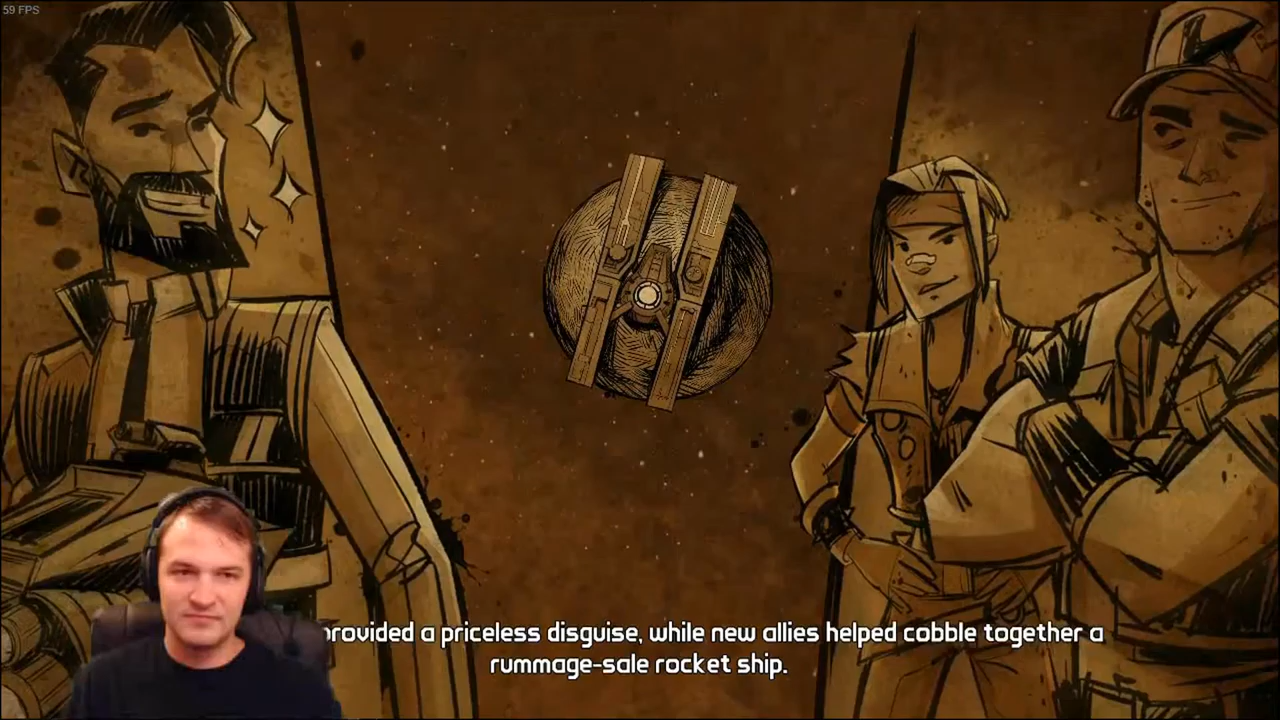 59 FPS
provided a priceless disguise, while new allies helped cobble together a
rummage-sale rocket ship.